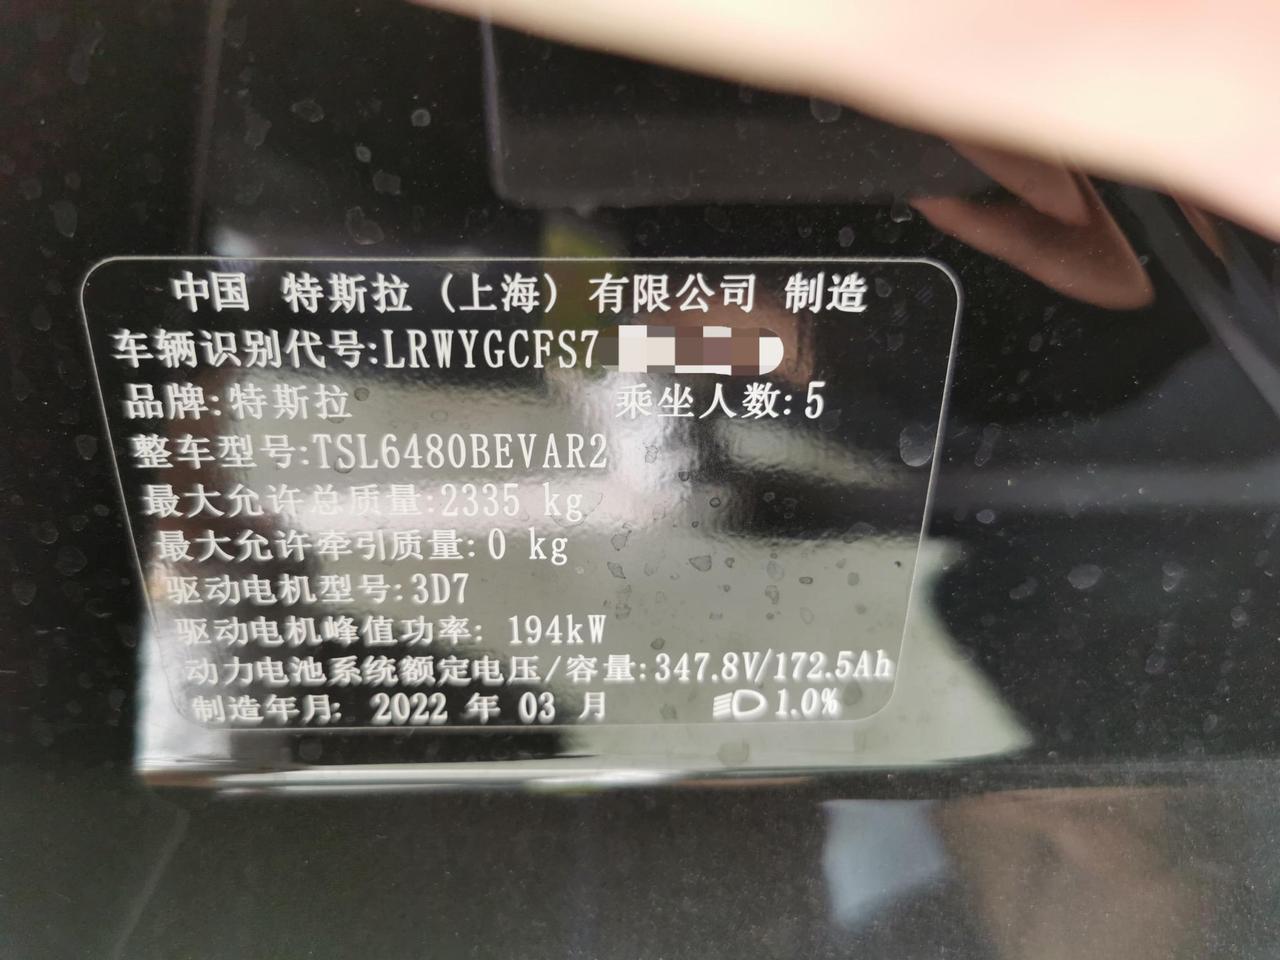 中国 特斯拉 (上海) 有限公司 制造
车辆识别代号:LRWYGCFS7
品牌:特斯拉 乘坐人数:5
整车型号:TSL6480BEVAR2
最大允许总质量:2335 kg
最大允许牵引质量:0 kg
驱动电机型号:3D7
驱动电机峰值功率: 194kW
动力电池系统额定电压/容量:347.8V/172.5Ah
制造年月: 2022 年 03 月 1.0%